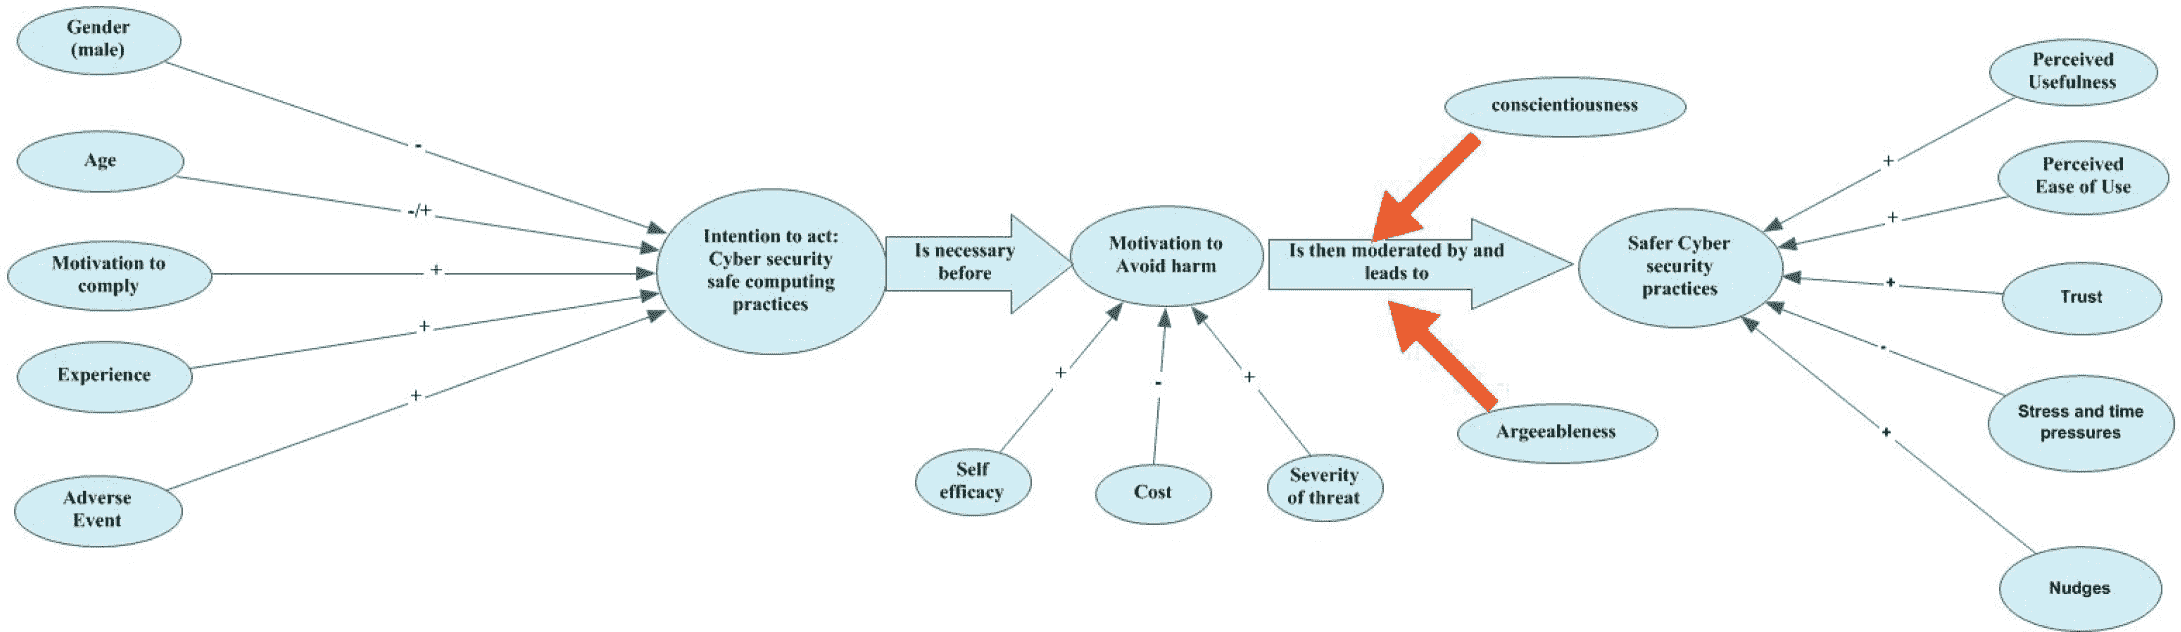 Gender
(male)
-
Age
-/+
Motivation to
comply
+
Experience
+
Adverse
Event
+
Intention to act:
Cyber security
safe computing
practices
Is necessary
before
Motivation to
Avoid harm
Self
efficacy
+
Cost
-
Severity
of threat
+
conscientiousness
Is then moderated by and
leads to
Argeeableness
Safer Cyber
security
practices
Perceived
Usefulness
+
Perceived
Ease of Use
+
Trust
+
Stress and time
pressures
-
Nudges
+